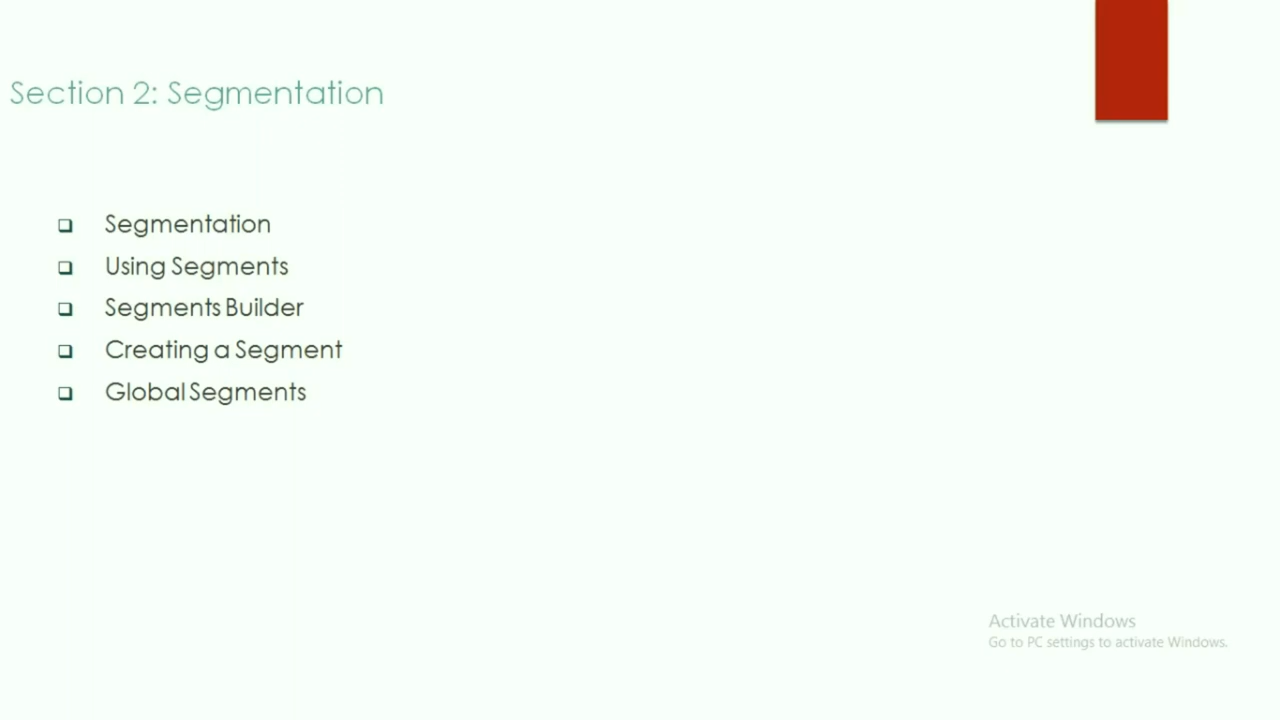 Section 2: Segmentation
Segmentation
Using Segments
Segments Builder
Creating a Segment
Global Segments
Activate Windows
Go to PC settings to activate Windows.